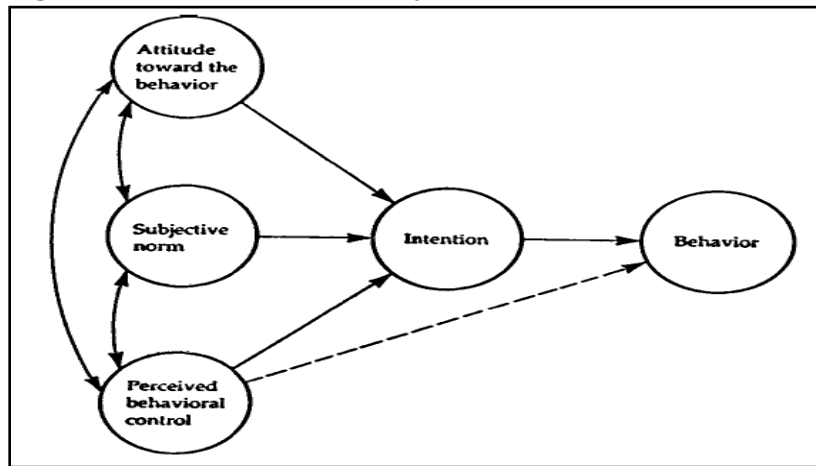 Attitude
toward the
behavior
Subjective
norm
Intention
Behavior
Perceived
behavioral
control